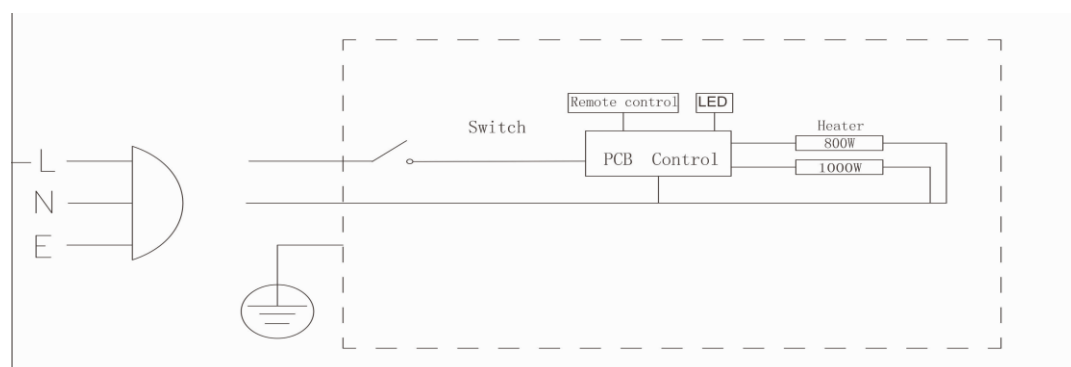 Remote control
LED
Switch
Heater
L
PCB Control
800W
1000W
N
E